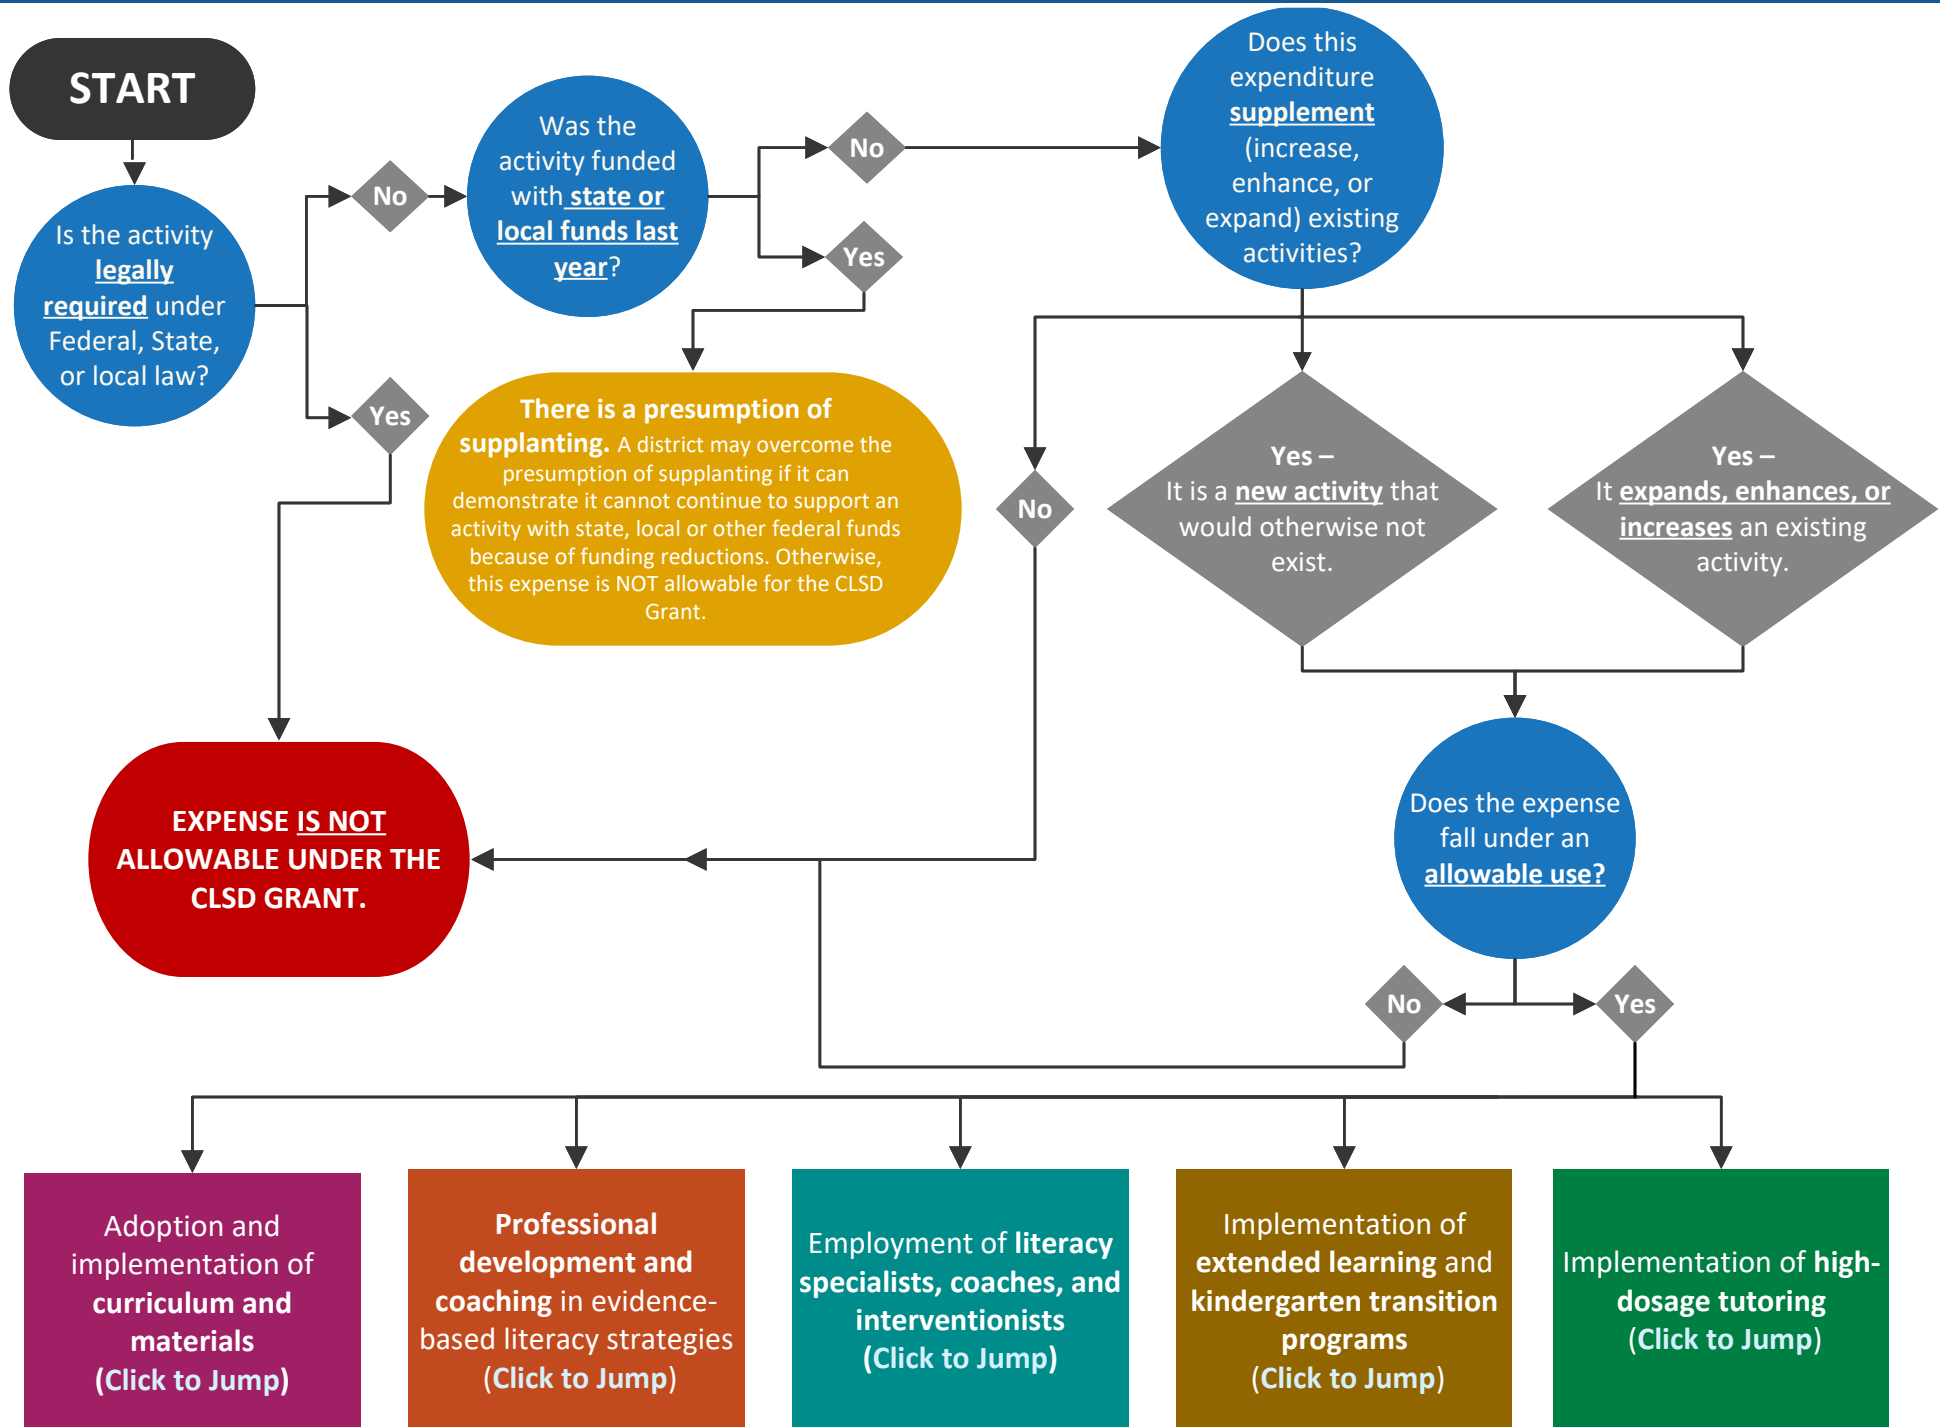 START
Is the activity
legally
required under
Federal, State,
or local law?
No
Yes
Was the
activity funded
with state or
local funds last
year?
No
Yes
There is a presumption of
supplanting. A district may overcome the
presumption of supplanting if it can
demonstrate it cannot continue to support an
activity with state, local or other federal funds
because of funding reductions. Otherwise,
this expense is NOT allowable for the CLSD
Grant.
Does this
expenditure
supplement
(increase,
enhance, or
expand) existing
activities?
No
Yes –
It is a new activity that
would otherwise not
exist.
Yes –
It expands, enhances, or
increases an existing
activity.
EXPENSE IS NOT
ALLOWABLE UNDER THE
CLSD GRANT.
Does the expense
fall under an
allowable use?
No
Yes
Adoption and
implementation of
curriculum and
materials
(Click to Jump)
Professional
development and
coaching in evidence-
based literacy strategies
(Click to Jump)
Employment of literacy
specialists, coaches, and
interventionists
(Click to Jump)
Implementation of
extended learning and
kindergarten transition
programs
(Click to Jump)
Implementation of high-
dosage tutoring
(Click to Jump)